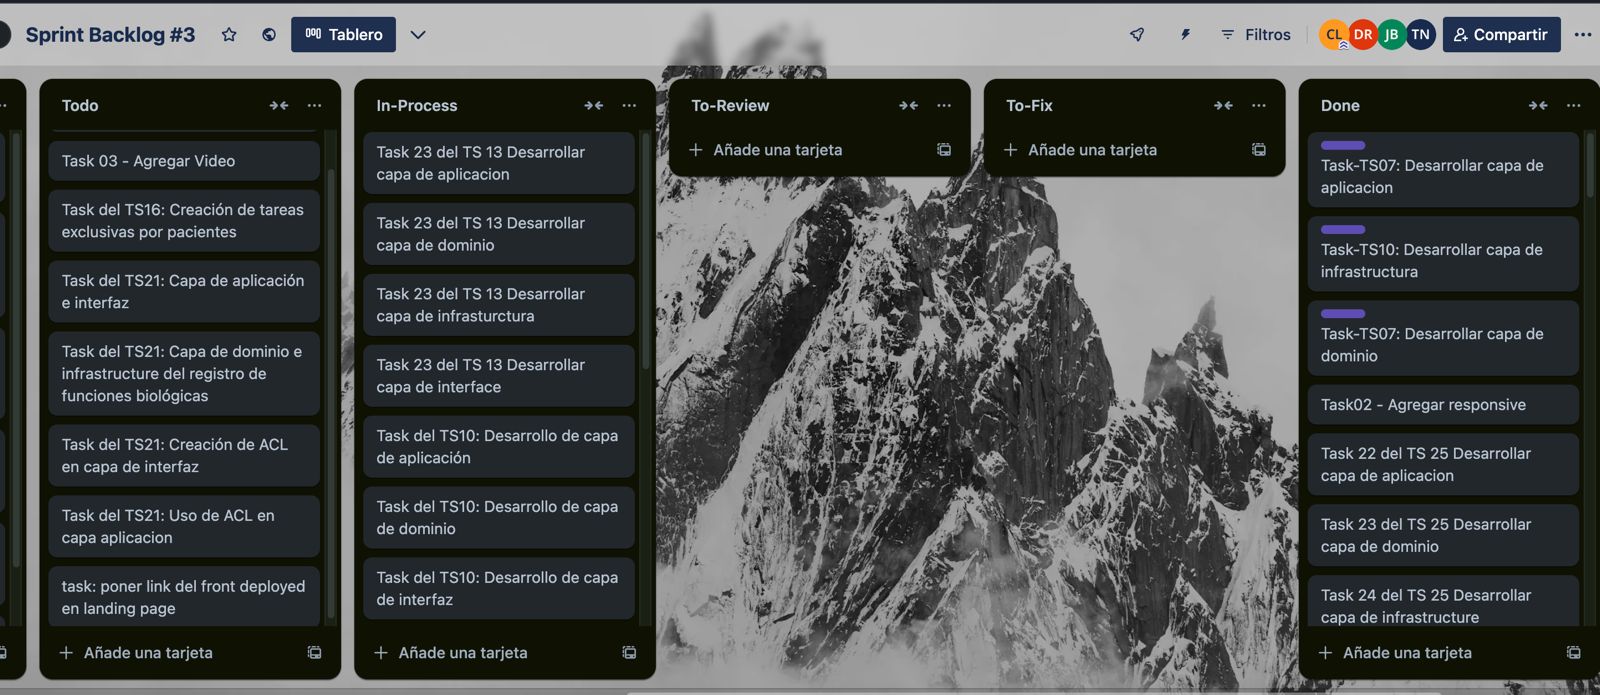 Sprint Backlog #3
Tablero
Filtros
CL
DR
JB
TN
Compartir
Todo
Task 03 - Agregar Video
Task del TS16: Creación de tareas
exclusivas por pacientes
Task del TS21: Capa de aplicación
e interfaz
Task del TS21: Capa de dominio e
infrastructure del registro de
funciones biológicas
Task del TS21: Creación de ACL
en capa de interfaz
Task del TS21: Uso de ACL en
capa aplicacion
task: poner link del front deployed
en landing page
Añade una tarjeta
In-Process
Task 23 del TS 13 Desarrollar
capa de aplicacion
Task 23 del TS 13 Desarrollar
capa de dominio
Task 23 del TS 13 Desarrollar
capa de infrasturctura
Task 23 del TS 13 Desarrollar
capa de interface
Task del TS10: Desarrollo de capa
de aplicación
Task del TS10: Desarrollo de capa
de dominio
Task del TS10: Desarrollo de capa
de interfaz
Añade una tarjeta
To-Review
Añade una tarjeta
To-Fix
Añade una tarjeta
Done
Task-TS07: Desarrollar capa de
aplicacion
Task-TS10: Desarrollar capa de
infrastructura
Task-TS07: Desarrollar capa de
dominio
Task02 - Agregar responsive
Task 22 del TS 25 Desarrollar
capa de aplicacion
Task 23 del TS 25 Desarrollar
capa de dominio
Task 24 del TS 25 Desarrollar
capa de infrastructure
Añade una tarjeta